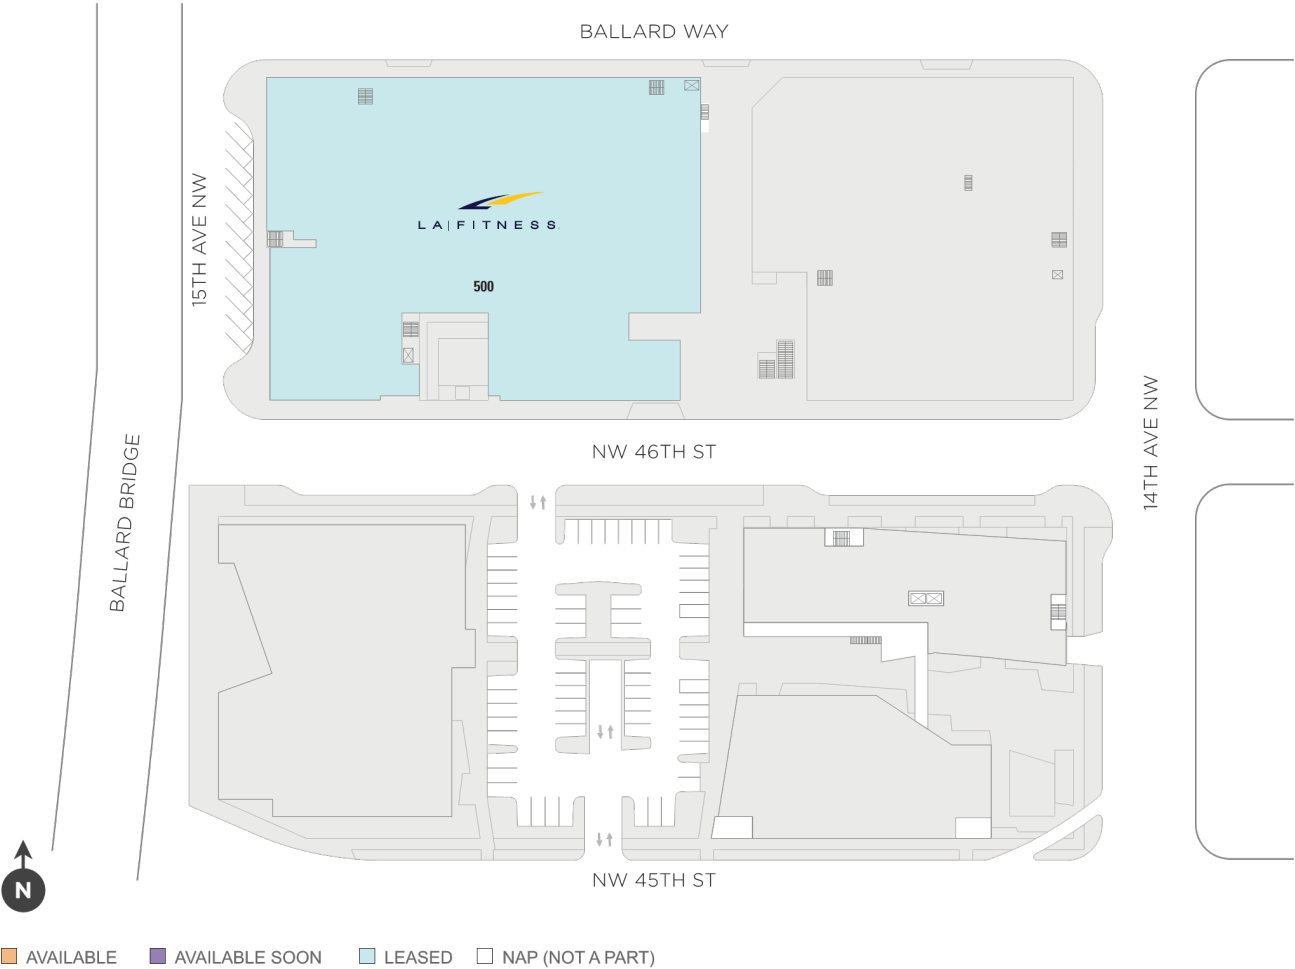 BALLARD WAY
15TH AVE NW
LA|FITNESS.
500
14TH AVE NW
BALLARD BRIDGE
NW 46TH ST
NW 45TH ST
N
AVAILABLE
AVAILABLE SOON
LEASED
NAP (NOT A PART)